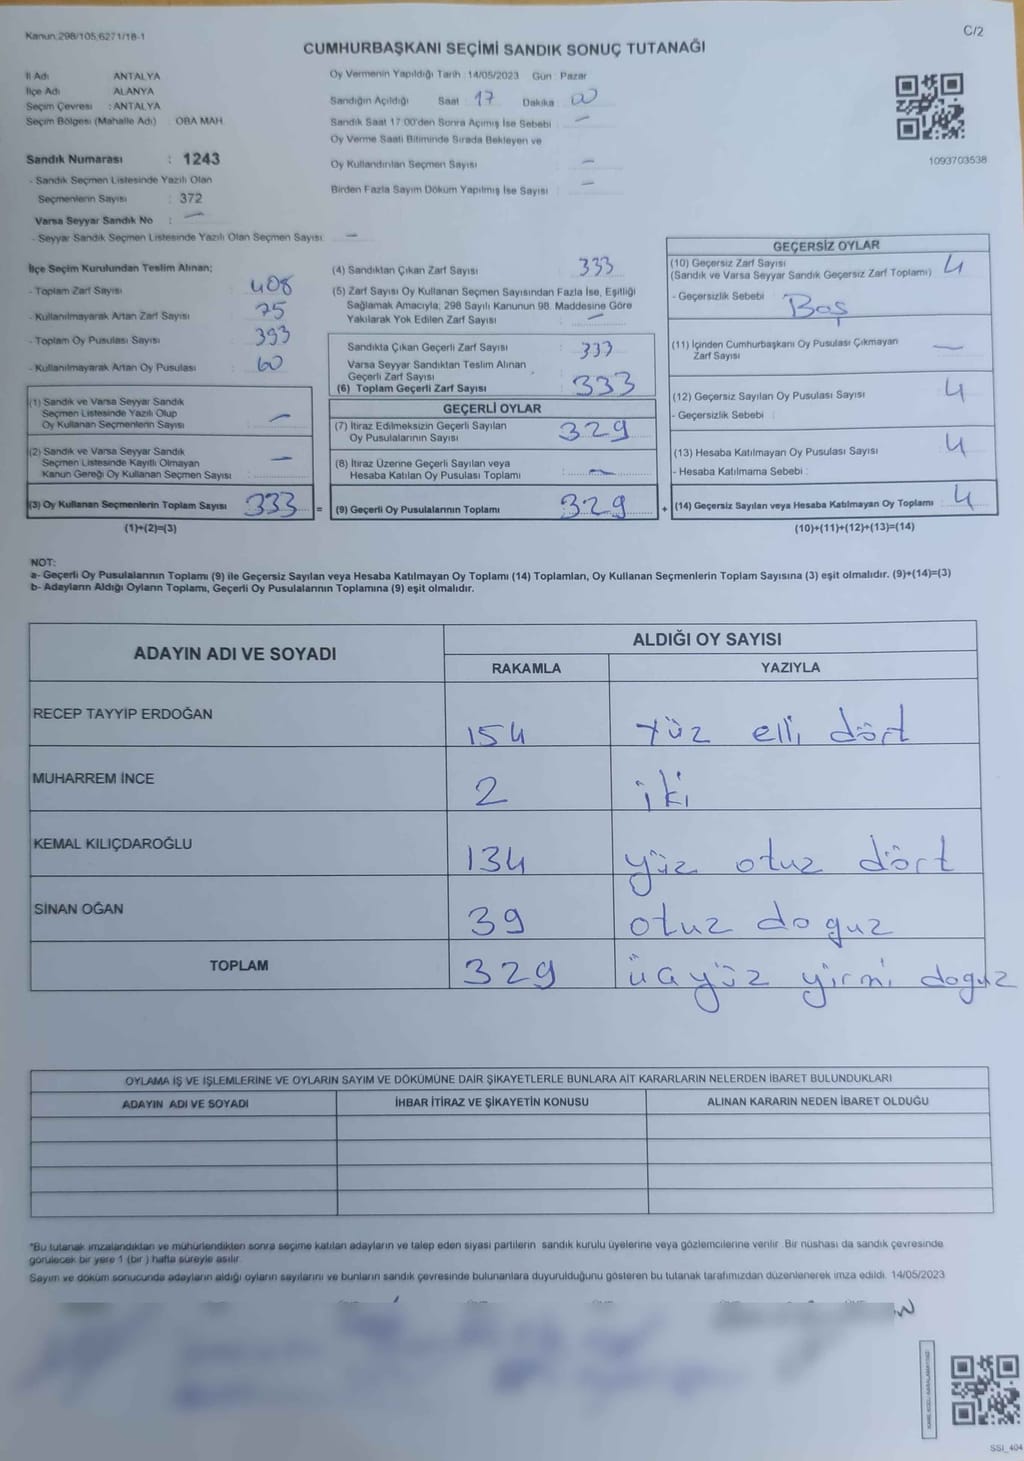 Kanun:298/105,6271/18-1
C/2
CUMHURBAŞKANI SEÇİMİ SANDIK SONUÇ TUTANAĞI
İl Adı ANTALYA
İlçe Adı ALANYA
Seçim Çevresi : ANTALYA
Seçim Bölgesi (Mahalle Adı) : OBA MAH.
Sandık Numarası : 1243
- Sandık Seçmen Listesinde Yazılı Olan
Seçmenlerin Sayısı : 372
Varsa Seyyar Sandık No : —
- Seyyar Sandık Seçmen Listesinde Yazılı Olan Seçmen Sayısı: —
Oy Vermenin Yapıldığı Tarih : 14/05/2023 Gün : Pazar
Sandığın Açıldığı Saat : 17 Dakika : 00
Sandık Saat 17:00'den Sonra Açımış İse Sebebi : —
Oy Verme Saati Bitiminde Sırada Bekleyen ve
Oy Kullandırılan Seçmen Sayısı : —
Birden Fazla Sayım Döküm Yapılmış İse Sayısı : —
1093703538
İlçe Seçim Kurulundan Teslim Alınan;
- Toplam Zarf Sayısı : 408
- Kullanılmayarak Artan Zarf Sayısı : 75
- Toplam Oy Pusulası Sayısı : 393
- Kullanılmayarak Artan Oy Pusulası : 60
(1) Sandık ve Varsa Seyyar Sandık
Seçmen Listesinde Yazılı Olup
Oy Kullanan Seçmenlerin Sayısı : —
(2) Sandık ve Varsa Seyyar Sandık
Seçmen Listesinde Kayıtlı Olmayan
Kanun Gereği Oy Kullanan Seçmen Sayısı : —
(3) Oy Kullanan Seçmenlerin Toplam Sayısı : 333 =
(1)+(2)=(3)
(4) Sandıktan Çıkan Zarf Sayısı : 333
(5) Zarf Sayısı Oy Kullanan Seçmen Sayısından Fazla İse, Eşitliği
Sağlamak Amacıyla; 298 Sayılı Kanunun 98. Maddesine Göre
Yakılarak Yok Edilen Zarf Sayısı : —
Sandıkta Çıkan Geçerli Zarf Sayısı : 333
Varsa Seyyar Sandıktan Teslim Alınan
Geçerli Zarf Sayısı
(6) Toplam Geçerli Zarf Sayısı : 333
GEÇERLİ OYLAR
(7) İtiraz Edilmeksizin Geçerli Sayılan
Oy Pusulalarının Sayısı : 329
(8) İtiraz Üzerine Geçerli Sayılan veya
Hesaba Katılan Oy Pusulası Toplamı : —
(9) Geçerli Oy Pusulalarının Toplamı : 329 +
GEÇERSİZ OYLAR
(10) Geçersiz Zarf Sayısı
(Sandık ve Varsa Seyyar Sandık Geçersiz Zarf Toplamı) : 4
- Geçersizlik Sebebi : Boş
(11) İçinden Cumhurbaşkanı Oy Pusulası Çıkmayan
Zarf Sayısı : —
(12) Geçersiz Sayılan Oy Pusulası Sayısı : 4
- Geçersizlik Sebebi :
(13) Hesaba Katılmayan Oy Pusulası Sayısı : 4
- Hesaba Katılmama Sebebi :
(14) Geçersiz Sayılan veya Hesaba Katılmayan Oy Toplamı : 4
(10)+(11)+(12)+(13)=(14)
NOT:
a- Geçerli Oy Pusulalarının Toplamı (9) ile Geçersiz Sayılan veya Hesaba Katılmayan Oy Toplamı (14) Toplamları, Oy Kullanan Seçmenlerin Toplam Sayısına (3) eşit olmalıdır. (9)+(14)=(3)
b- Adayların Aldığı Oyların Toplamı, Geçerli Oy Pusulalarının Toplamına (9) eşit olmalıdır.
ADAYIN ADI VE SOYADI
ALDIĞI OY SAYISI
RAKAMLA YAZIYLA
RECEP TAYYİP ERDOĞAN 154 yüz elli dört
MUHARREM İNCE 2 iki
KEMAL KILIÇDAROĞLU 134 yüz otuz dört
SİNAN OĞAN 39 otuz doguz
TOPLAM 329 üçyüz yirmi doguz
OYLAMA İŞ VE İŞLEMLERİNE VE OYLARIN SAYIM VE DÖKÜMÜNE DAİR ŞİKAYETLERLE BUNLARA AİT KARARLARIN NELERDEN İBARET BULUNDUKLARI
ADAYIN ADI VE SOYADI İHBAR İTİRAZ VE ŞİKAYETİN KONUSU ALINAN KARARIN NEDEN İBARET OLDUĞU
*Bu tutanak imzalandıktan ve mühürlendikten sonra seçime katılan adayların ve talep eden siyasi partilerin sandık kurulu üyelerine veya gözlemcilerine verilir. Bir nüshası da sandık çevresinde
görülecek bir yere 1 (bir ) hafta süreyle asılır.
Sayım ve döküm sonucunda adayların aldığı oyların sayılarını ve bunların sandık çevresinde bulunanlara duyurulduğunu gösteren bu tutanak tarafımızdan düzenlenerek imza edildi. 14/05/2023
SSI_404